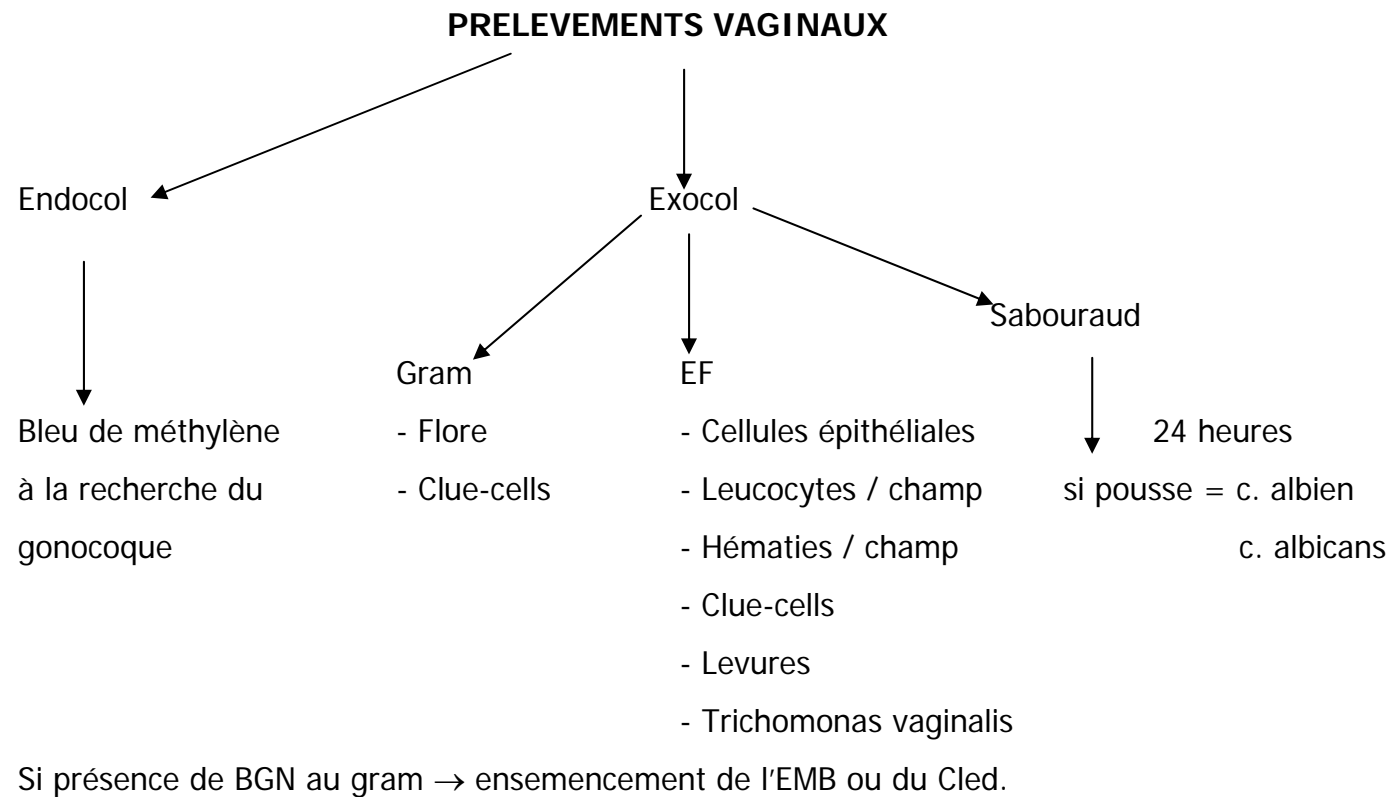 PRELEVEMENTS VAGINAUX
Endocol
Exocol
Sabouraud
Gram
EF
Bleu de méthylène
à la recherche du
gonocoque
- Flore
- Clue-cells
- Cellules épithéliales
- Leucocytes / champ
- Hématies / champ
- Clue-cells
- Levures
- Trichomonas vaginalis
24 heures
si pousse = c. albien
c. albicans
Si présence de BGN au gram → ensemencement de l'EMB ou du Cled.